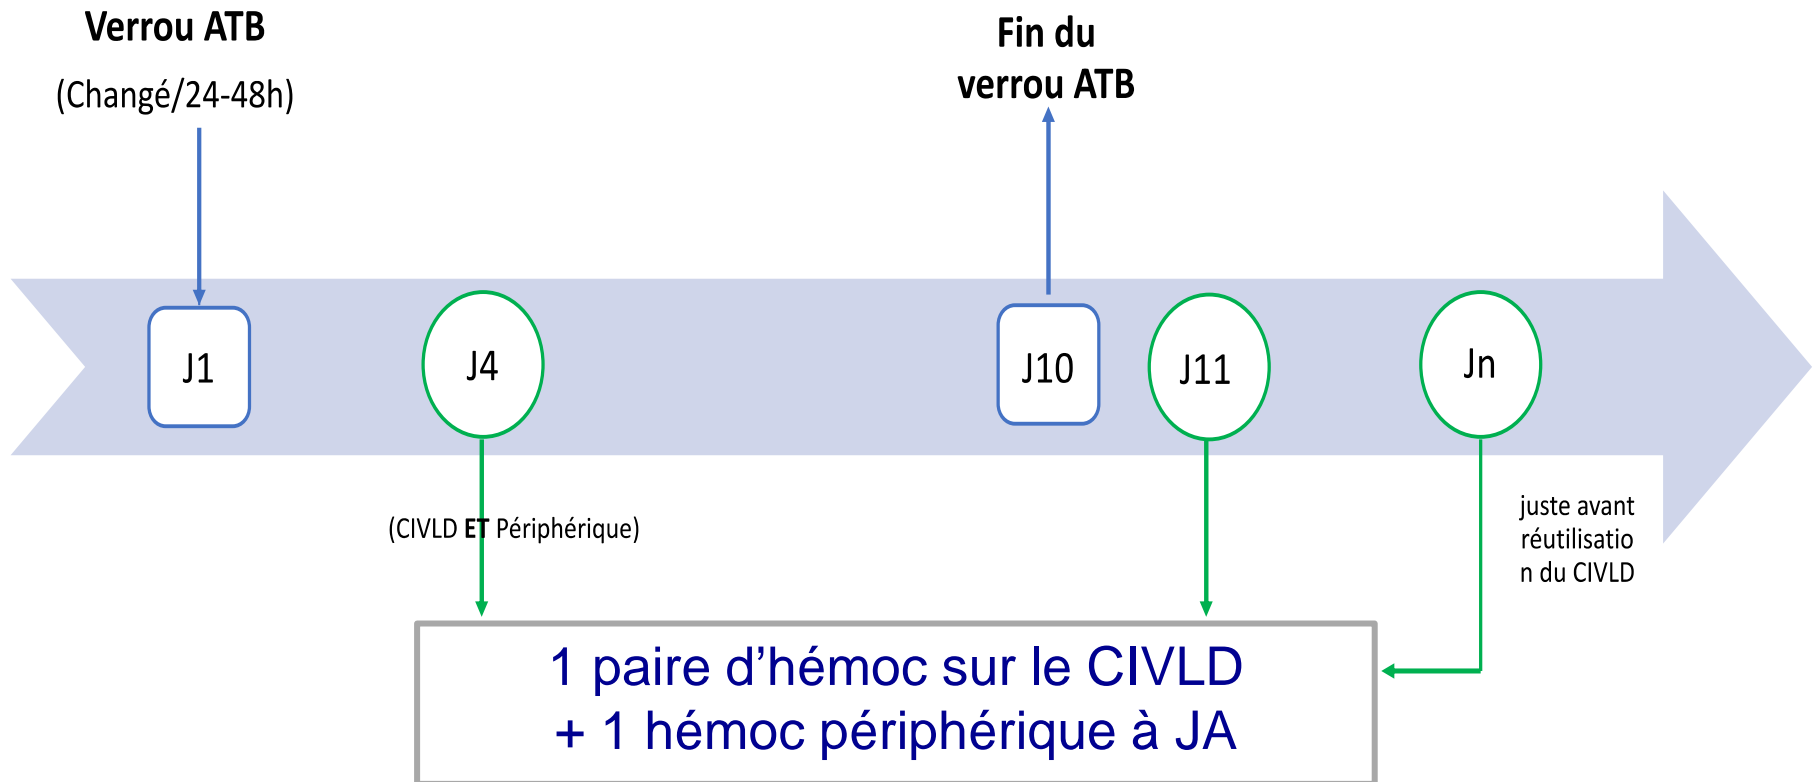 Verrou ATB
(Changé/24-48h)
Fin du
verrou ATB
J1
J4
J10
J11
Jn
(CIVLD ET Périphérique)
juste avant
réutilisatio
n du CIVLD
1 paire d’hémoc sur le CIVLD
+ 1 hémoc périphérique à JA